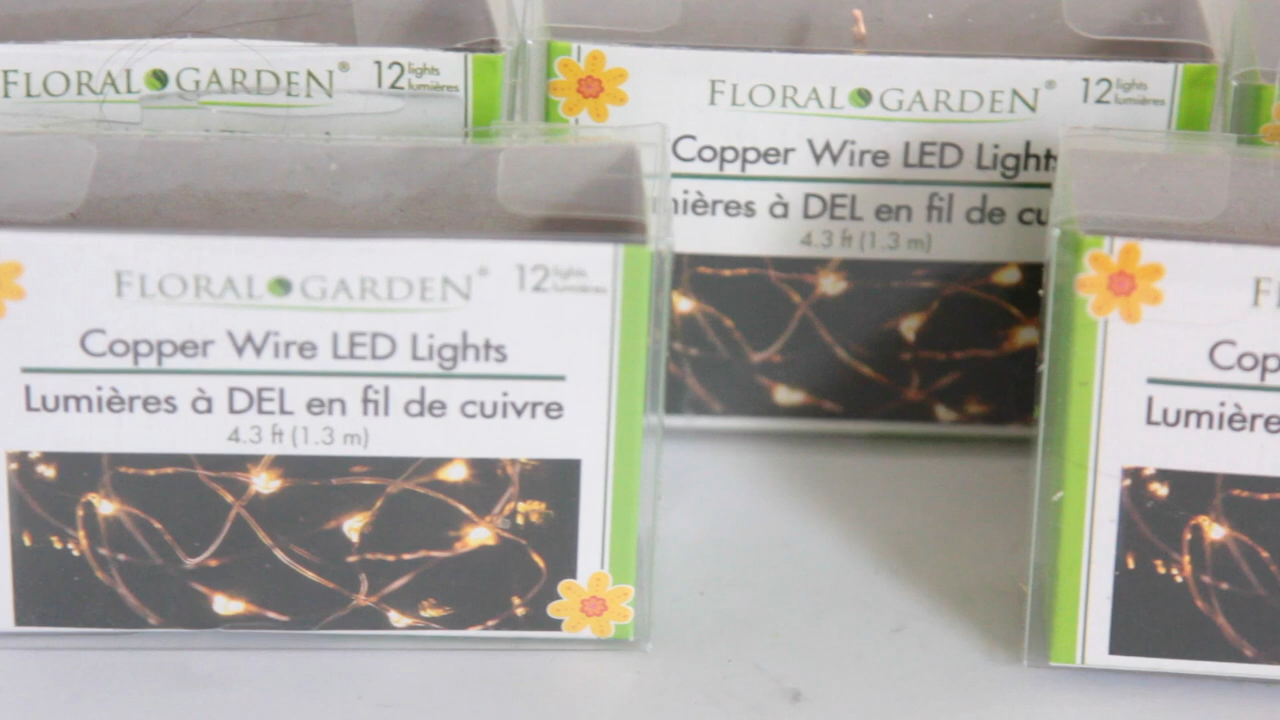 FLORAL GARDEN® 12 lights lumières
FLORAL GARDEN® 12 lights lumières
Copper Wire LED Lights
mières à DEL en fil de cu
4.3 ft (1.3 m)
FLORAL GARDEN® 12 lights lumières
Copper Wire LED Lights
Lumières à DEL en fil de cuivre
4.3 ft (1.3 m)
F
Cop
Lumière